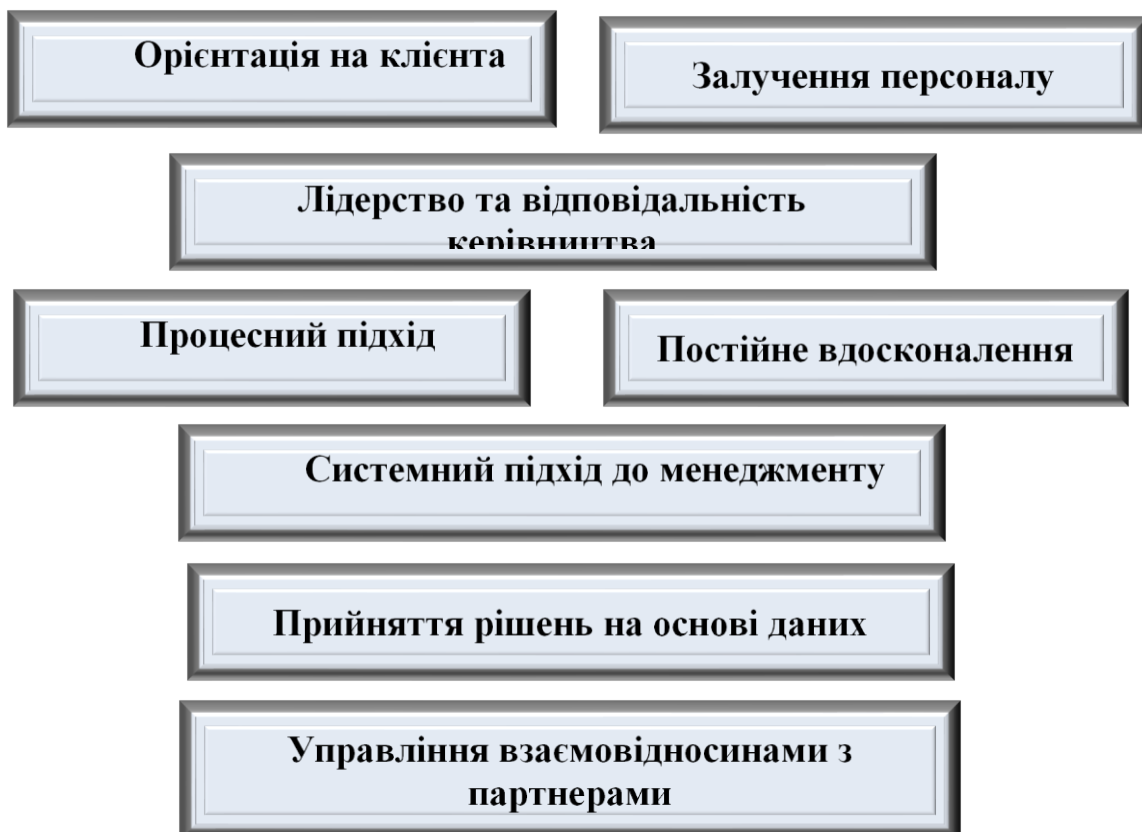 Орієнтація на клієнта
Залучення персоналу
Лідерство та відповідальність
керівництва
Процесний підхід
Постійне вдосконалення
Системний підхід до менеджменту
Прийняття рішень на основі даних
Управління взаємовідносинами з
партнерами